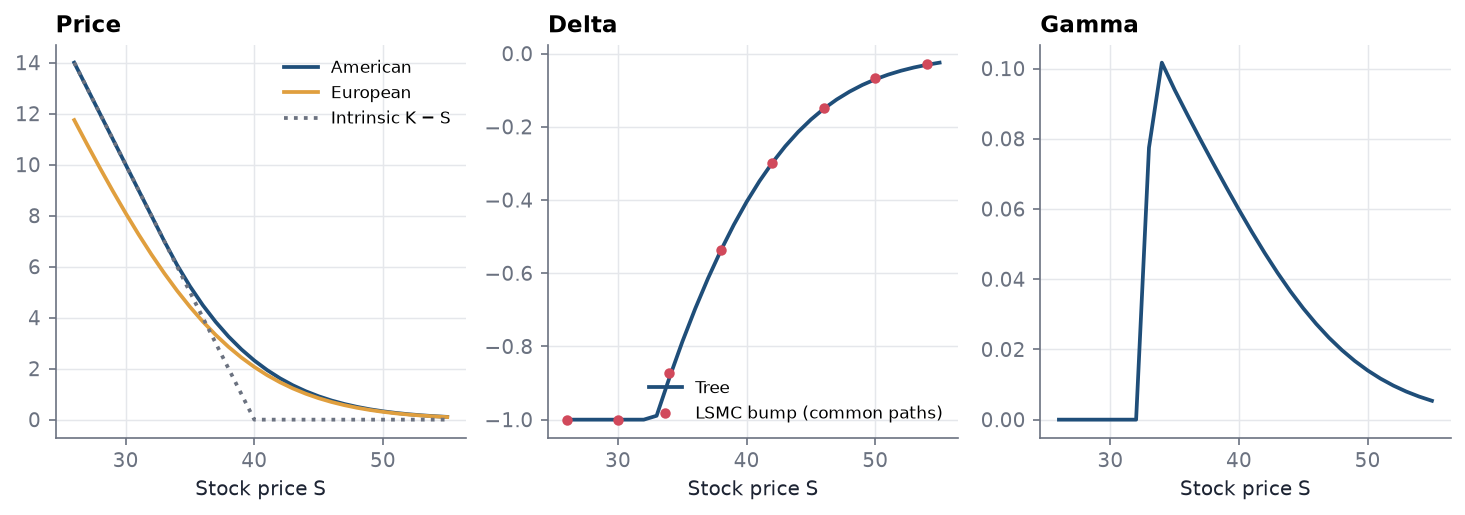 Price
14
12
10
8
6
4
2
0
30
40
50
Stock price S
American
European
Intrinsic K − S
Delta
0.0
−0.2
−0.4
−0.6
−0.8
−1.0
30
40
50
Stock price S
Tree
LSMC bump (common paths)
Gamma
0.10
0.08
0.06
0.04
0.02
0.00
30
40
50
Stock price S